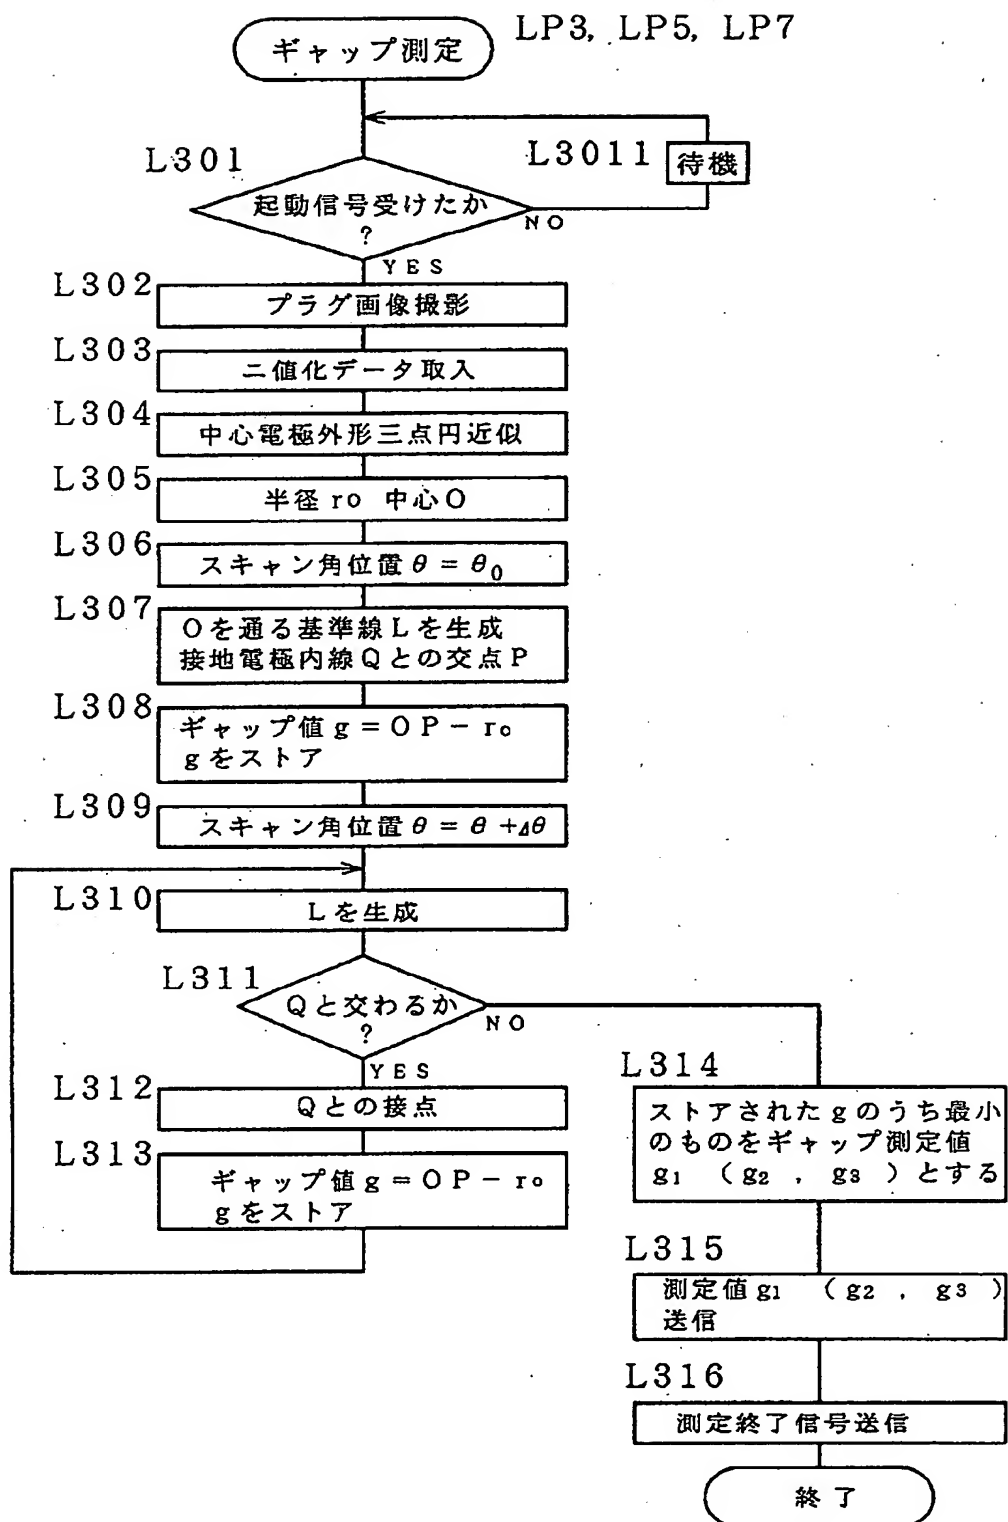 LP3, LP5, LP7
ギャップ測定
L301
L3011
待機
起動信号受けたか
?
NO
YES
L302
プラグ画像撮影
L303
二値化データ取入
L304
中心電極外形三点円近似
L305
半径 ro 中心O
L306
スキャン角位置θ=θ0
L307
Oを通る基準線Lを生成
接地電極内線Qとの交点P
L308
ギャップ値g=OP-ro
gをストア
L309
スキャン角位置θ=θ+Δθ
L310
Lを生成
L311
Qと交わるか
?
NO
YES
L312
Qとの接点
L313
ギャップ値g=OP-ro
gをストア
L314
ストアされたgのうち最小
のものをギャップ測定値
g1 (g2 , g3 )とする
L315
測定値g1 (g2 , g3 )
送信
L316
測定終了信号送信
終了